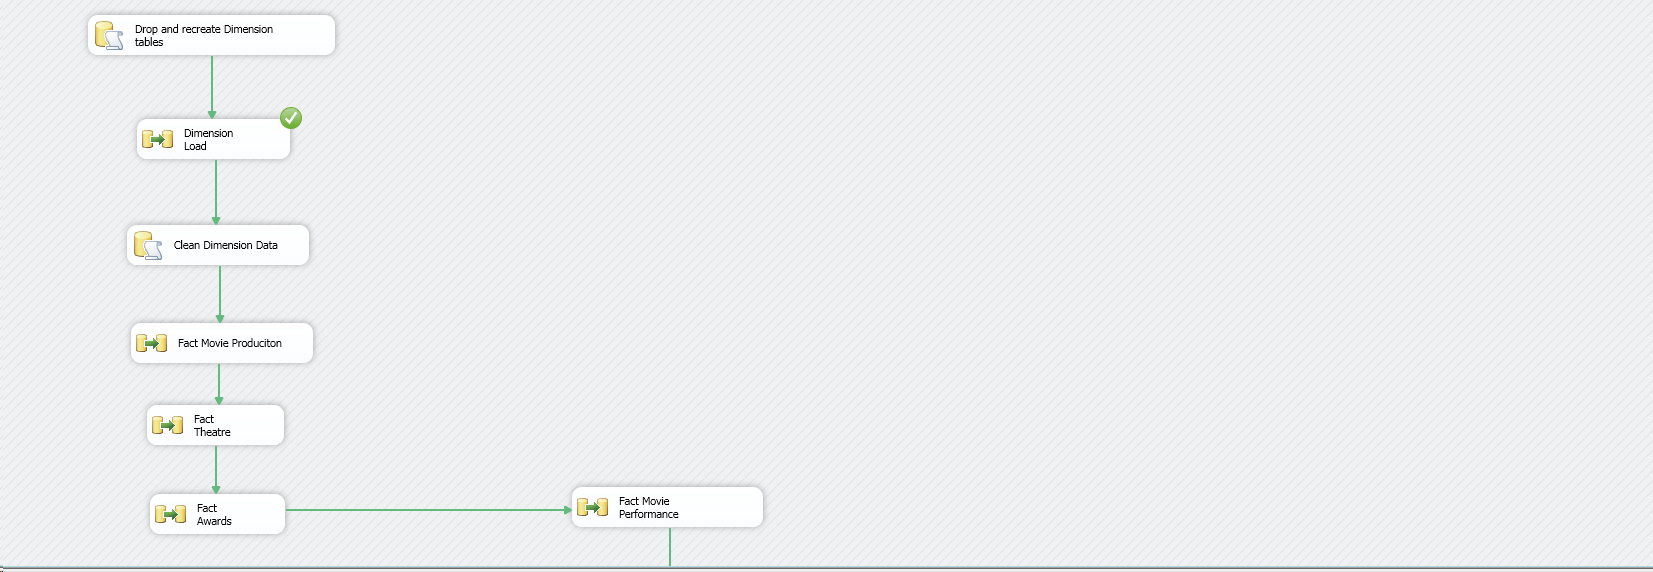 Drop and recreate Dimension
tables
Dimension
Load
Clean Dimension Data
Fact Movie Produciton
Fact
Theatre
Fact
Awards
Fact Movie
Performance